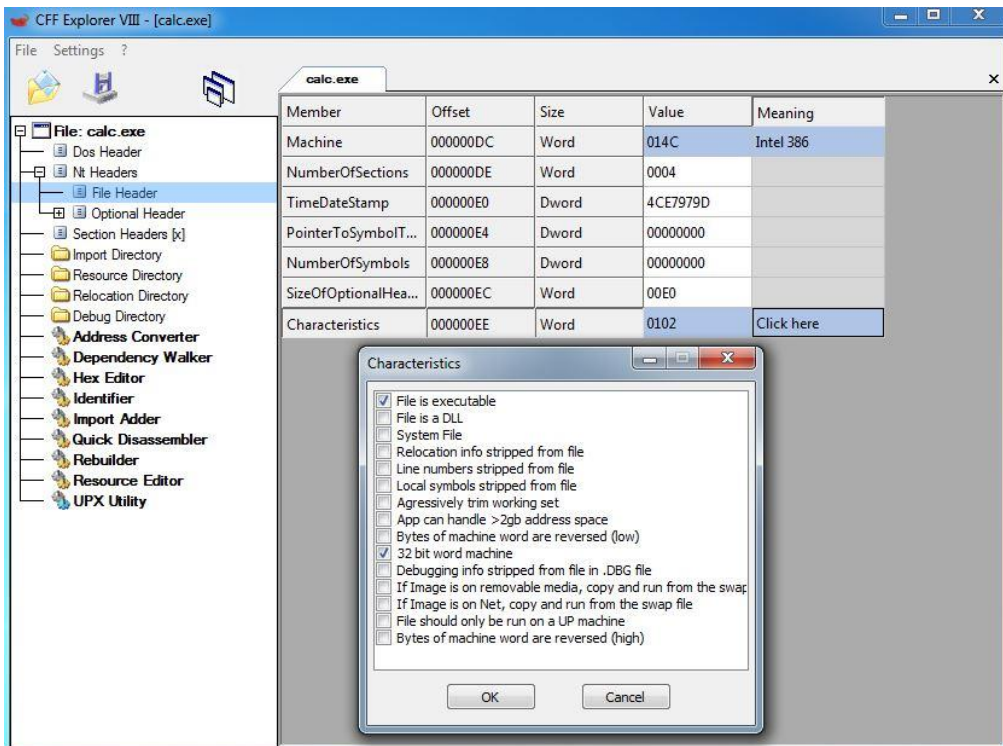 CFF Explorer VIII - [calc.exe]
File Settings ?
calc.exe
File: calc.exe
Dos Header
Nt Headers
File Header
Optional Header
Section Headers [x]
Import Directory
Resource Directory
Relocation Directory
Debug Directory
Address Converter
Dependency Walker
Hex Editor
Identifier
Import Adder
Quick Disassembler
Rebuilder
Resource Editor
UPX Utility
Member Offset Size Value Meaning
Machine 000000DC Word 014C Intel 386
NumberOfSections 000000DE Word 0004
TimeDateStamp 000000E0 Dword 4CE7979D
PointerToSymbolT... 000000E4 Dword 00000000
NumberOfSymbols 000000E8 Dword 00000000
SizeOfOptionalHea... 000000EC Word 00E0
Characteristics 000000EE Word 0102 Click here
Characteristics
File is executable
File is a DLL
System File
Relocation info stripped from file
Line numbers stripped from file
Local symbols stripped from file
Agressively trim working set
App can handle >2gb address space
Bytes of machine word are reversed (low)
32 bit word machine
Debugging info stripped from file in .DBG file
If Image is on removable media, copy and run from the swap
If Image is on Net, copy and run from the swap file
File should only be run on a UP machine
Bytes of machine word are reversed (high)
OK Cancel